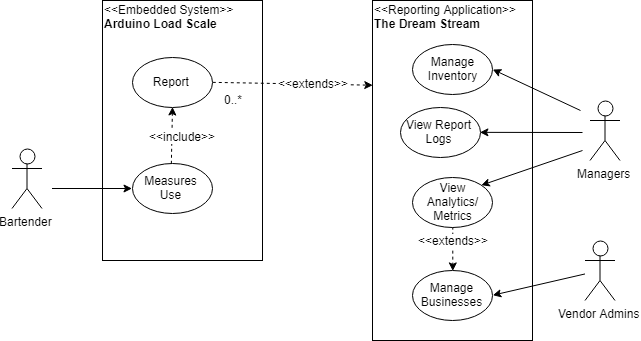 <<Embedded System>>
Arduino Load Scale
Report
<<include>>
Measures
Use
Bartender
0..*
<<extends>>
<<Reporting Application>>
The Dream Stream
Manage
Inventory
View Report
Logs
View
Analytics/
Metrics
<<extends>>
Manage
Businesses
Managers
Vendor Admins